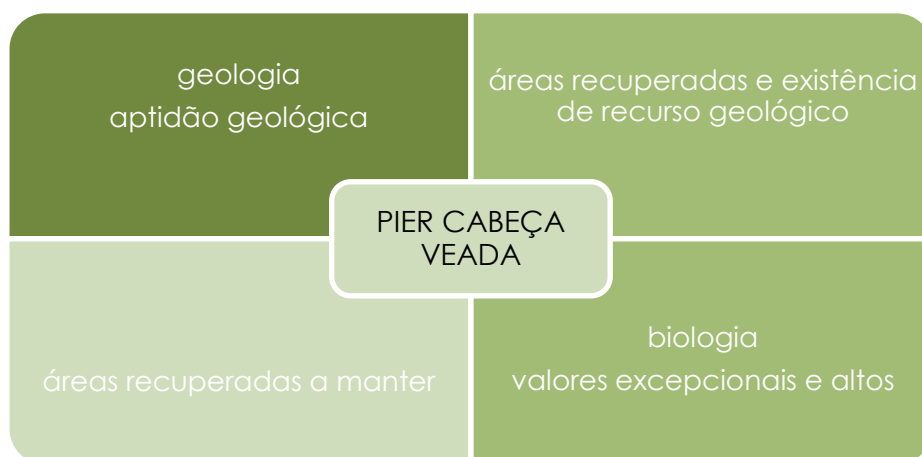 geologia
aptidão geológica
áreas recuperadas e existência
de recurso geológico
PIER CABEÇA
VEADA
áreas recuperadas a manter
biologia
valores excepcionais e altos